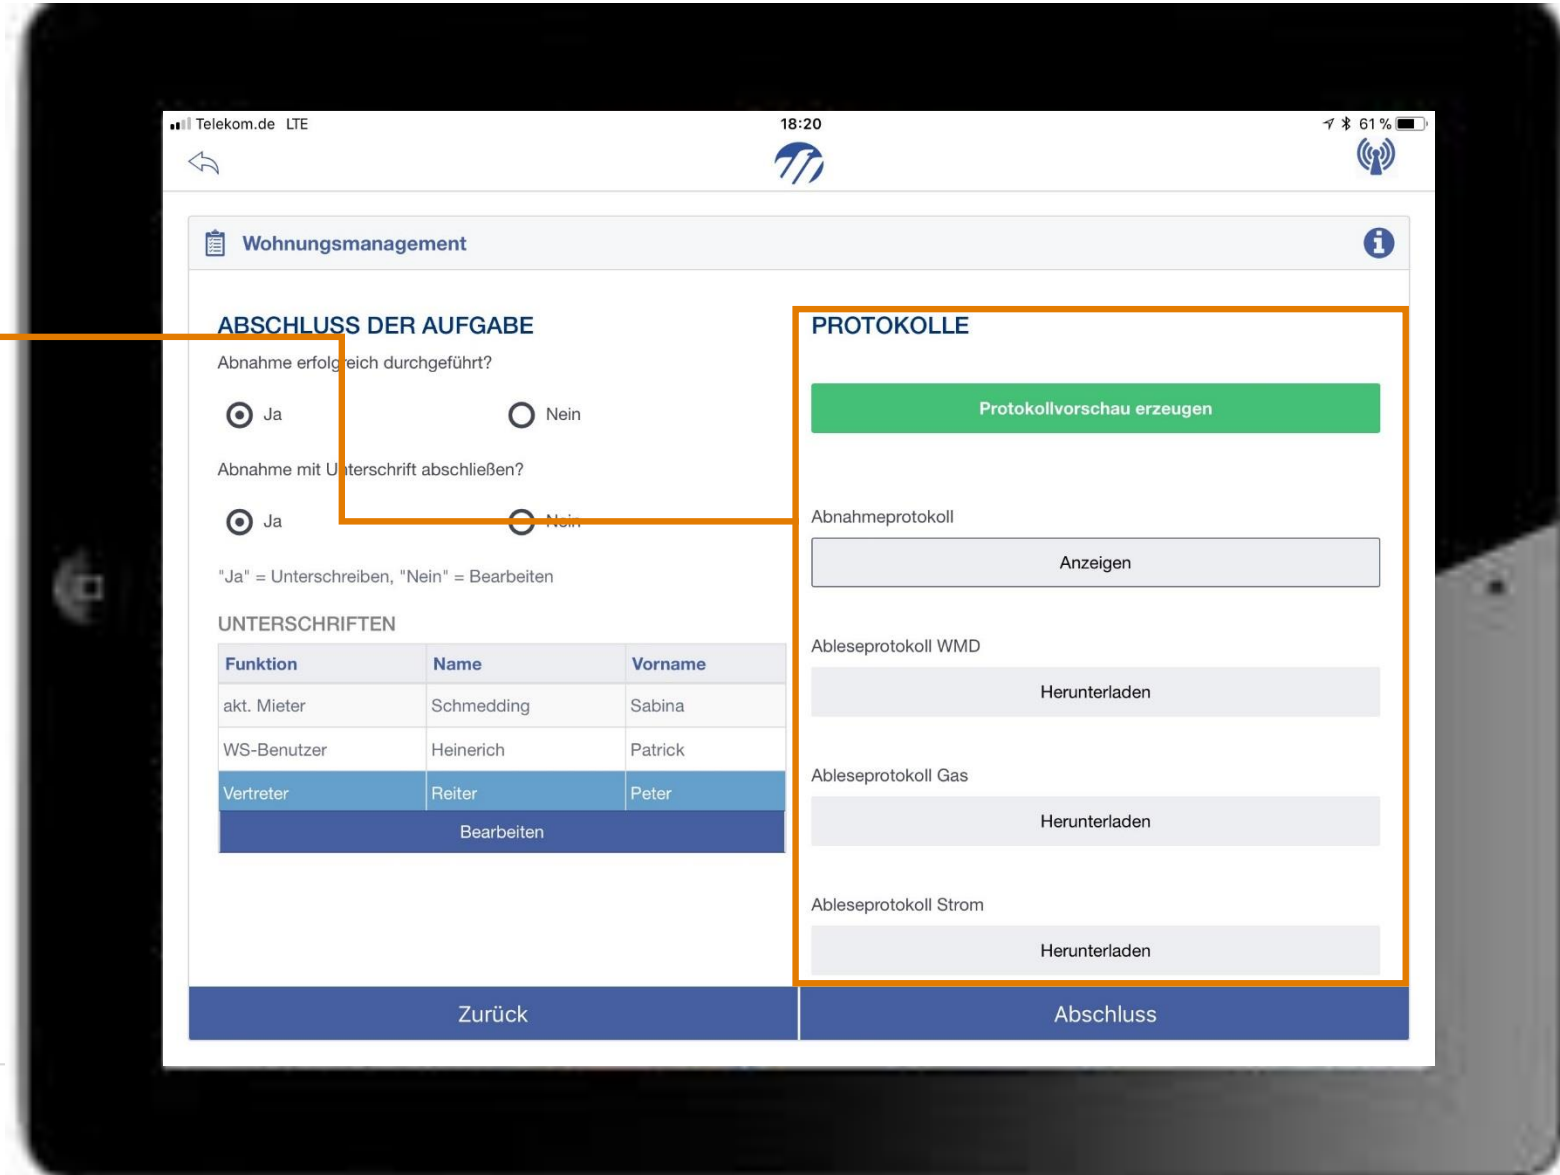 Telekom.de LTE
18:20
61 %
Wohnungsmanagement
ABSCHLUSS DER AUFGABE
Abnahme erfolgreich durchgeführt?
Ja
Nein
Abnahme mit Unterschrift abschließen?
Ja
Nein
"Ja" = Unterschreiben, "Nein" = Bearbeiten
UNTERSCHRIFTEN
Funktion Name Vorname
akt. Mieter Schmedding Sabina
WS-Benutzer Heinerich Patrick
Vertreter Reiter Peter
Bearbeiten
PROTOKOLLE
Protokollvorschau erzeugen
Abnahmeprotokoll
Anzeigen
Ableseprotokoll WMD
Herunterladen
Ableseprotokoll Gas
Herunterladen
Ableseprotokoll Strom
Herunterladen
Zurück
Abschluss